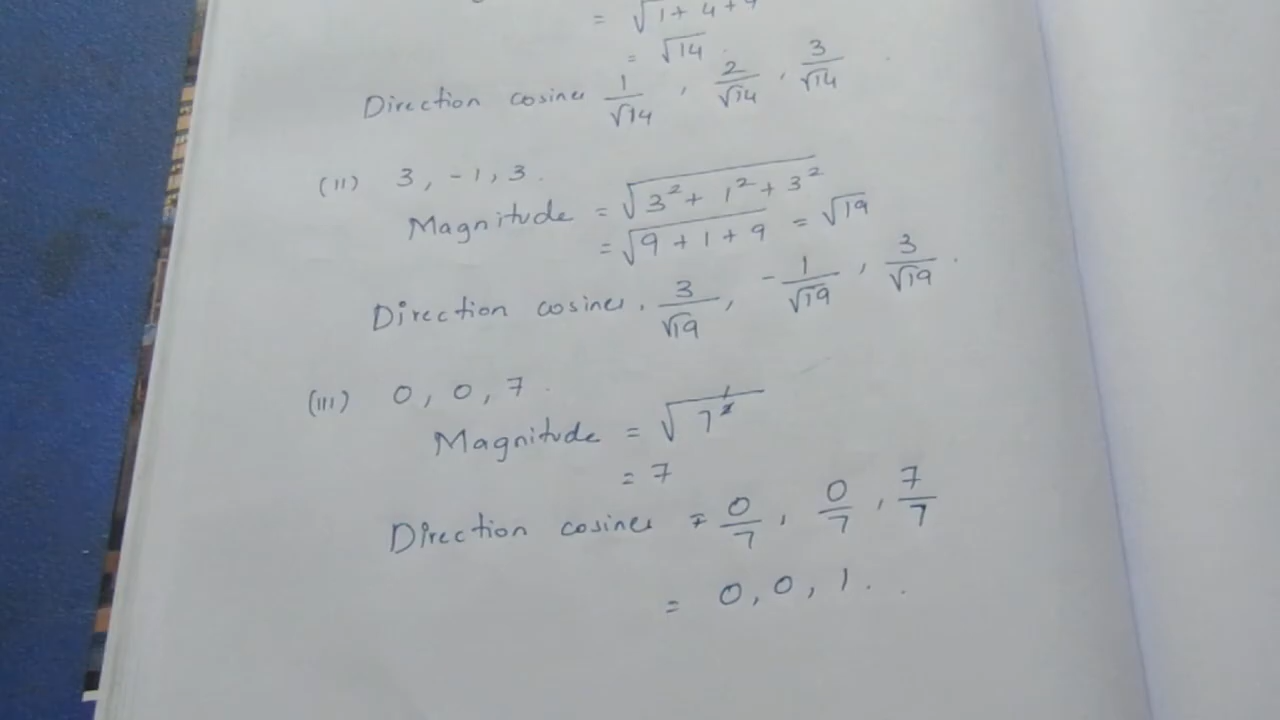 = √1 + 4 + 9
= √14.
Direction cosines 1/√14 , 2/√14 , 3/√14 .
(ii) 3, -1, 3.
Magnitude = √3² + 1² + 3²
= √9 + 1 + 9 = √19
Direction cosines. 3/√19 , -1/√19 , 3/√19 .
(iii) 0, 0, 7.
Magnitude = √7²
= 7
Direction cosines = 0/7 , 0/7 , 7/7
= 0, 0, 1.